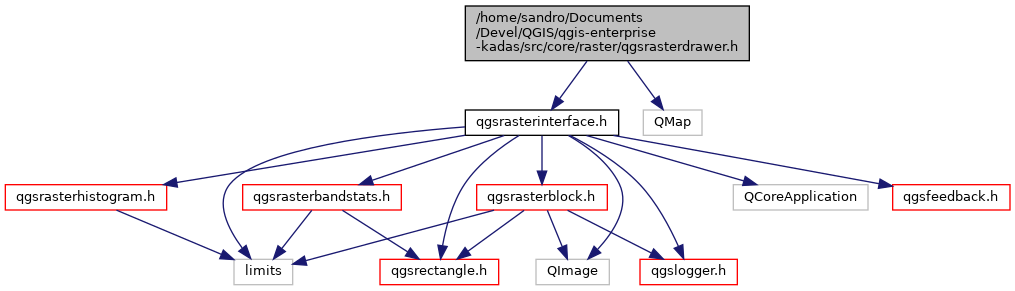 /home/sandro/Documents
/Devel/QGIS/qgis-enterprise
-kadas/src/core/raster/qgsrasterdrawer.h
qgsrasterinterface.h
QMap
qgsrasterhistogram.h
qgsrasterbandstats.h
qgsrasterblock.h
QCoreApplication
qgsfeedback.h
limits
qgsrectangle.h
QImage
qgslogger.h